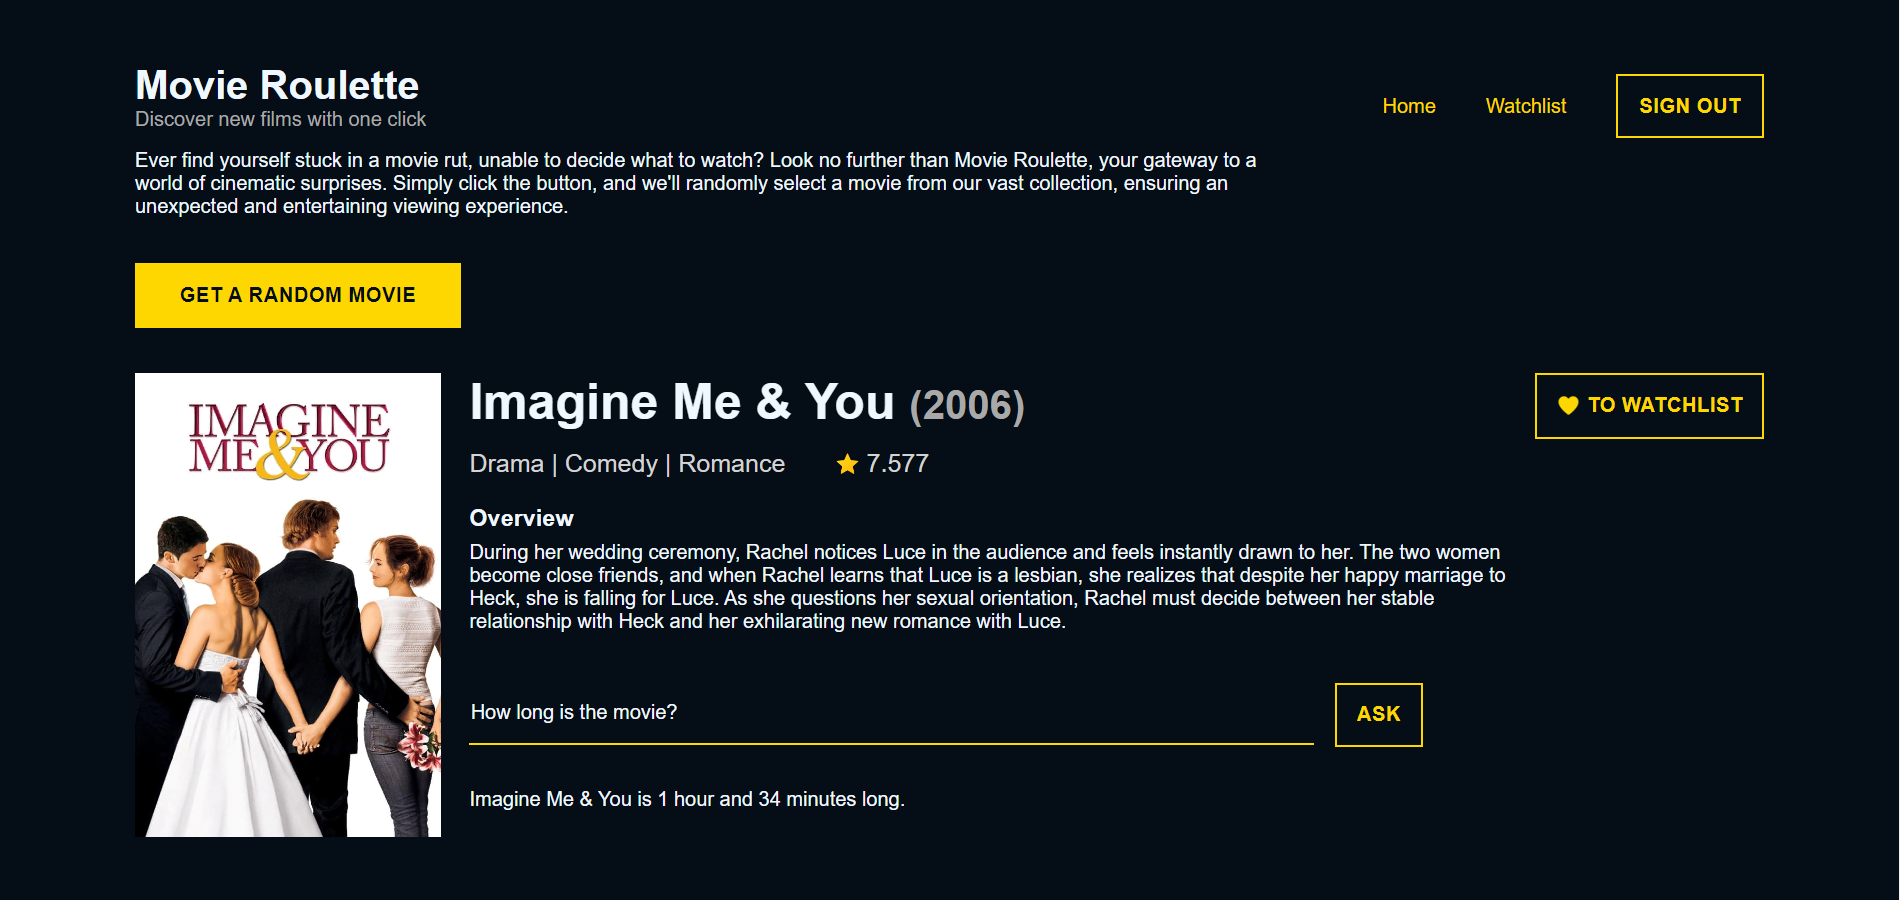 Movie Roulette
Discover new films with one click
Home
Watchlist
SIGN OUT
Ever find yourself stuck in a movie rut, unable to decide what to watch? Look no further than Movie Roulette, your gateway to a
world of cinematic surprises. Simply click the button, and we'll randomly select a movie from our vast collection, ensuring an
unexpected and entertaining viewing experience.
GET A RANDOM MOVIE
IMAGINE
ME & YOU
Imagine Me & You (2006)
TO WATCHLIST
Drama | Comedy | Romance
7.577
Overview
During her wedding ceremony, Rachel notices Luce in the audience and feels instantly drawn to her. The two women
become close friends, and when Rachel learns that Luce is a lesbian, she realizes that despite her happy marriage to
Heck, she is falling for Luce. As she questions her sexual orientation, Rachel must decide between her stable
relationship with Heck and her exhilarating new romance with Luce.
How long is the movie?
ASK
Imagine Me & You is 1 hour and 34 minutes long.